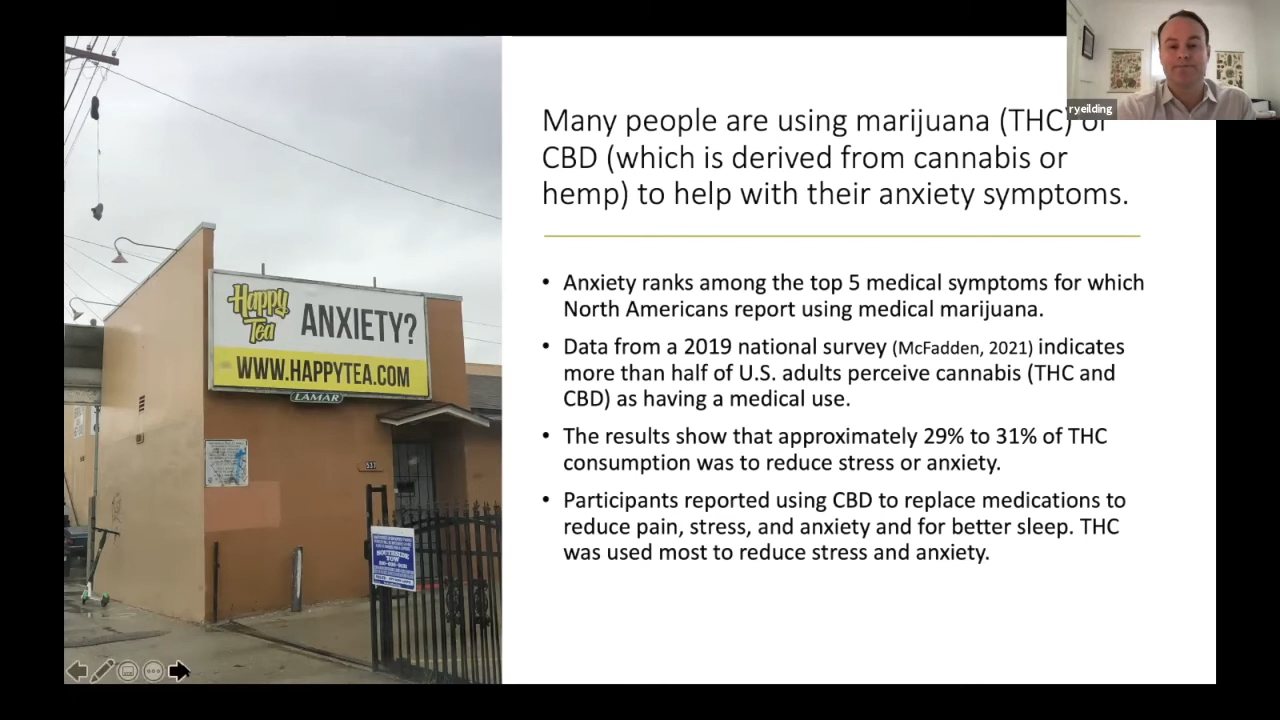 Many people are using marijuana (THC) or
CBD (which is derived from cannabis or
hemp) to help with their anxiety symptoms.
• Anxiety ranks among the top 5 medical symptoms for which
North Americans report using medical marijuana.
• Data from a 2019 national survey (McFadden, 2021) indicates
more than half of U.S. adults perceive cannabis (THC and
CBD) as having a medical use.
• The results show that approximately 29% to 31% of THC
consumption was to reduce stress or anxiety.
• Participants reported using CBD to replace medications to
reduce pain, stress, and anxiety and for better sleep. THC
was used most to reduce stress and anxiety.
Happy
Tea
ANXIETY?
WWW.HAPPYTEA.COM
LAMAR
537
SOUTHSIDE
TOW
ryeilding